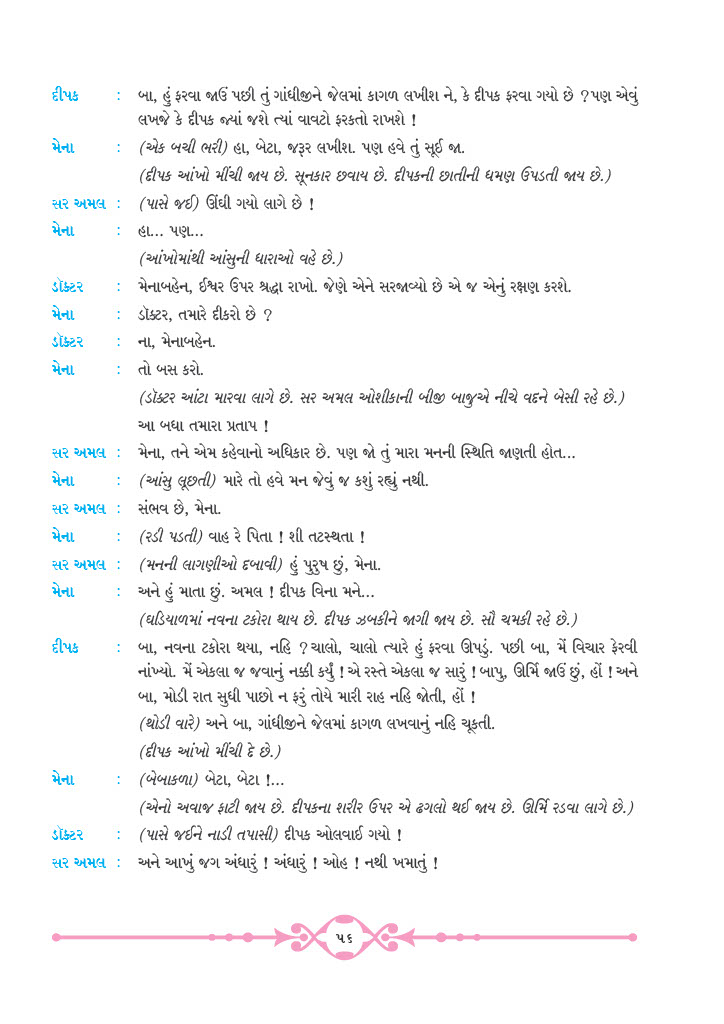 દીપક : બા, હું ફરવા જાઉં પછી તું ગાંધીજીને જેલમાં કાગળ લખીશ ને, કે દીપક ફરવા ગયો છે ? પણ એવું
લખજે કે દીપક જ્યાં જશે ત્યાં વાવટો ફરકતો રાખશે !
મેના : (એક બચી ભરી) હા, બેટા, જરૂર લખીશ. પણ હવે તું સૂઈ જા.
(દીપક આંખો મીંચી જાય છે. સૂનકાર છવાય છે. દીપકની છાતીની ધમણ ઉપડતી જાય છે.)
સર અમલ : (પાસે જઈ) ઊંઘી ગયો લાગે છે !
મેના : હા... પણ...
(આંખોમાંથી આંસુની ધારાઓ વહે છે.)
ડૉક્ટર : મેનાબહેન, ઈશ્વર ઉપર શ્રદ્ધા રાખો. જેણે એને સરજાવ્યો છે એ જ એનું રક્ષણ કરશે.
મેના : ડૉક્ટર, તમારે દીકરો છે ?
ડૉક્ટર : ના, મેનાબહેન.
મેના : તો બસ કરો.
(ડૉક્ટર આંટા મારવા લાગે છે. સર અમલ ઓશીકાની બીજી બાજુએ નીચે વદને બેસી રહે છે.)
આ બધા તમારા પ્રતાપ !
સર અમલ : મેના, તને એમ કહેવાનો અધિકાર છે. પણ જો તું મારા મનની સ્થિતિ જાણતી હોત...
મેના : (આંસુ લૂછતી) મારે તો હવે મન જેવું જ કશું રહ્યું નથી.
સર અમલ : સંભવ છે, મેના.
મેના : (રડી પડતી) વાહ રે પિતા ! શી તટસ્થતા !
સર અમલ : (મનની લાગણીઓ દબાવી) હું પુરુષ છું, મેના.
મેના : અને હું માતા છું. અમલ ! દીપક વિના મને...
(ઘડિયાળમાં નવના ટકોરા થાય છે. દીપક ઝબકીને જાગી જાય છે. સૌ ચમકી રહે છે.)
દીપક : બા, નવના ટકોરા થયા, નહિ ? ચાલો, ચાલો ત્યારે હું ફરવા ઊપડું. પછી બા, મેં વિચાર ફેરવી
નાંખ્યો. મેં એકલા જ જવાનું નક્કી કર્યું ! એ રસ્તે એકલા જ સારું ! બાપુ, ઊર્મિ જાઉં છું, હોં ! અને
બા, મોડી રાત સુધી પાછો ન ફરું તોયે મારી રાહ નહિ જોતી, હોં !
(થોડી વારે) અને બા, ગાંધીજીને જેલમાં કાગળ લખવાનું નહિ ચૂકતી.
(દીપક આંખો મીંચી દે છે.)
મેના : (બેબાકળા) બેટા, બેટા !...
(એનો અવાજ ફાટી જાય છે. દીપકના શરીર ઉપર એ ઢગલો થઈ જાય છે. ઊર્મિ રડવા લાગે છે.)
ડૉક્ટર : (પાસે જઈને નાડી તપાસી) દીપક ઓલવાઈ ગયો !
સર અમલ : અને આખું જગ અંધારું ! અંધારું ! ઓહ ! નથી ખમાતું !
૫૬